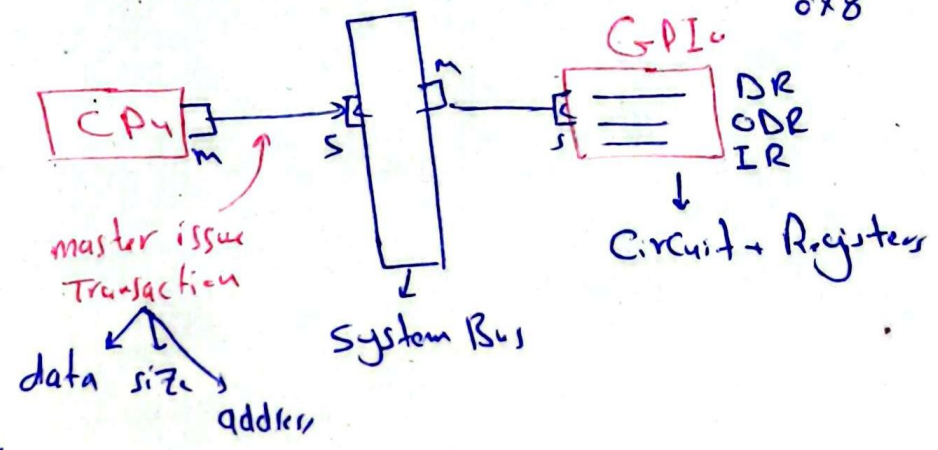 0x8
GPIo
DR
ODR
IR
CPU
m
S
m
S
master issue
Transaction
data size
address
System Bus
Circuit + Registers